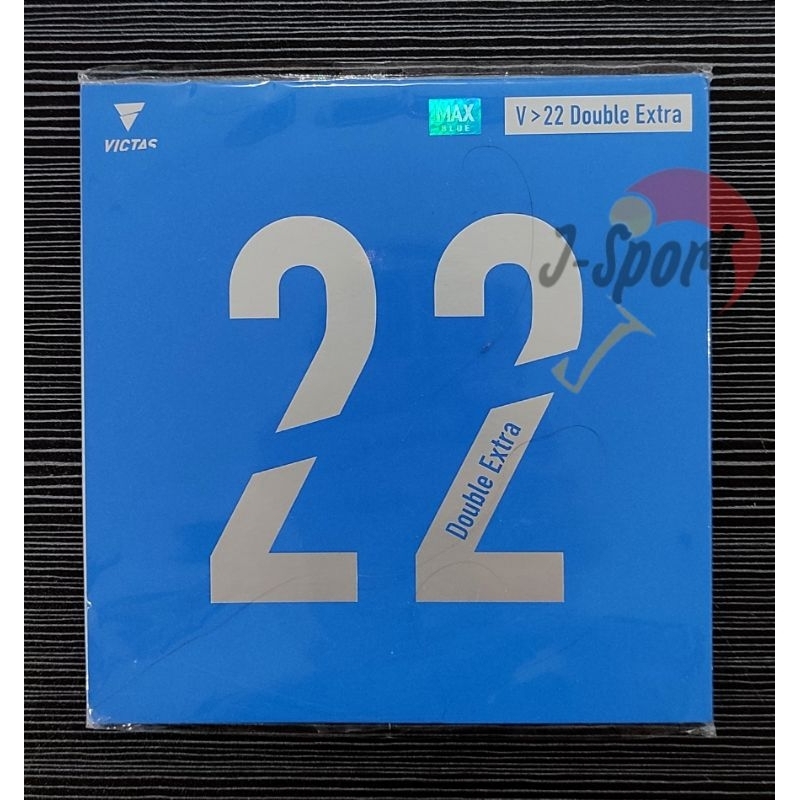 VICTAS
MAX
BLUE
V>22 Double Extra
J-Sport
22
Double Extra